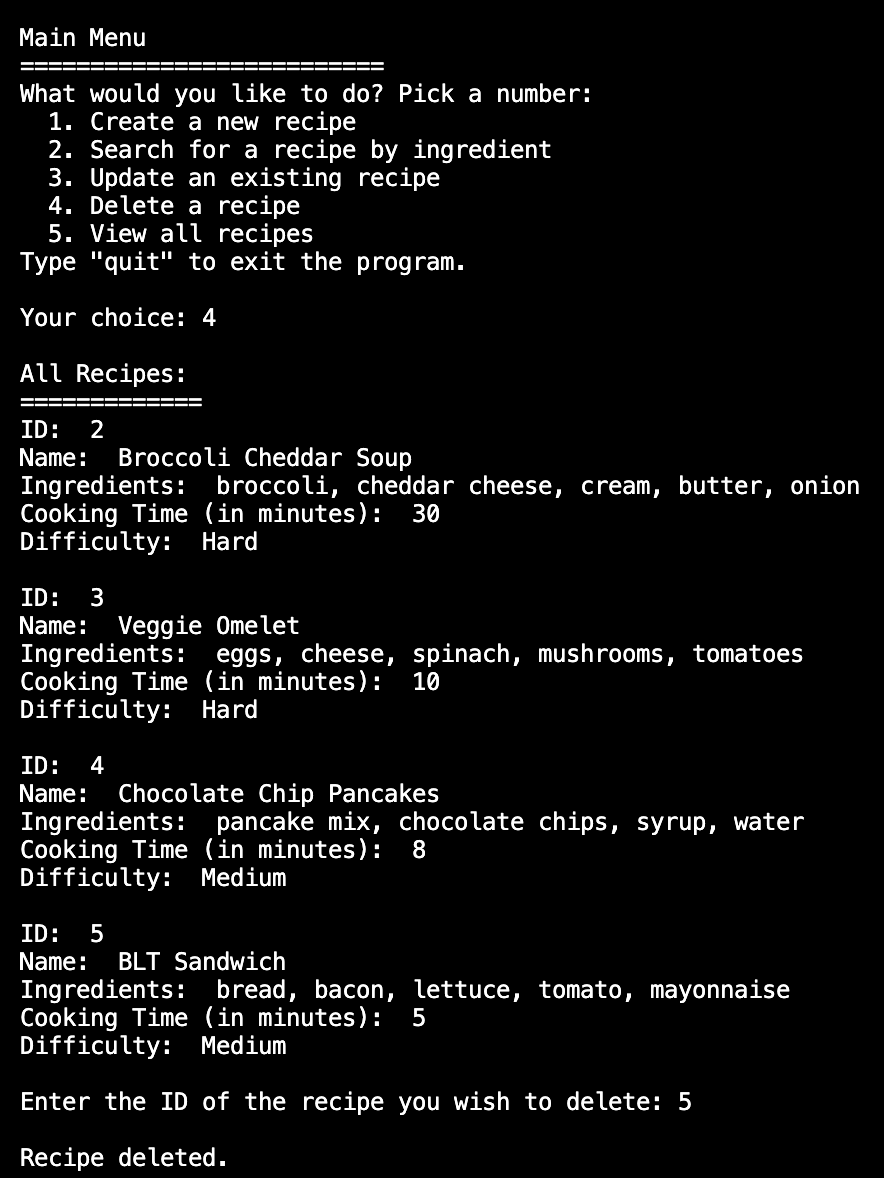 Main Menu
==========================
What would you like to do? Pick a number:
  1. Create a new recipe
  2. Search for a recipe by ingredient
  3. Update an existing recipe
  4. Delete a recipe
  5. View all recipes
Type "quit" to exit the program.

Your choice: 4

All Recipes:
=============
ID:  2
Name:  Broccoli Cheddar Soup
Ingredients:  broccoli, cheddar cheese, cream, butter, onion
Cooking Time (in minutes):  30
Difficulty:  Hard

ID:  3
Name:  Veggie Omelet
Ingredients:  eggs, cheese, spinach, mushrooms, tomatoes
Cooking Time (in minutes):  10
Difficulty:  Hard

ID:  4
Name:  Chocolate Chip Pancakes
Ingredients:  pancake mix, chocolate chips, syrup, water
Cooking Time (in minutes):  8
Difficulty:  Medium

ID:  5
Name:  BLT Sandwich
Ingredients:  bread, bacon, lettuce, tomato, mayonnaise
Cooking Time (in minutes):  5
Difficulty:  Medium

Enter the ID of the recipe you wish to delete: 5

Recipe deleted.